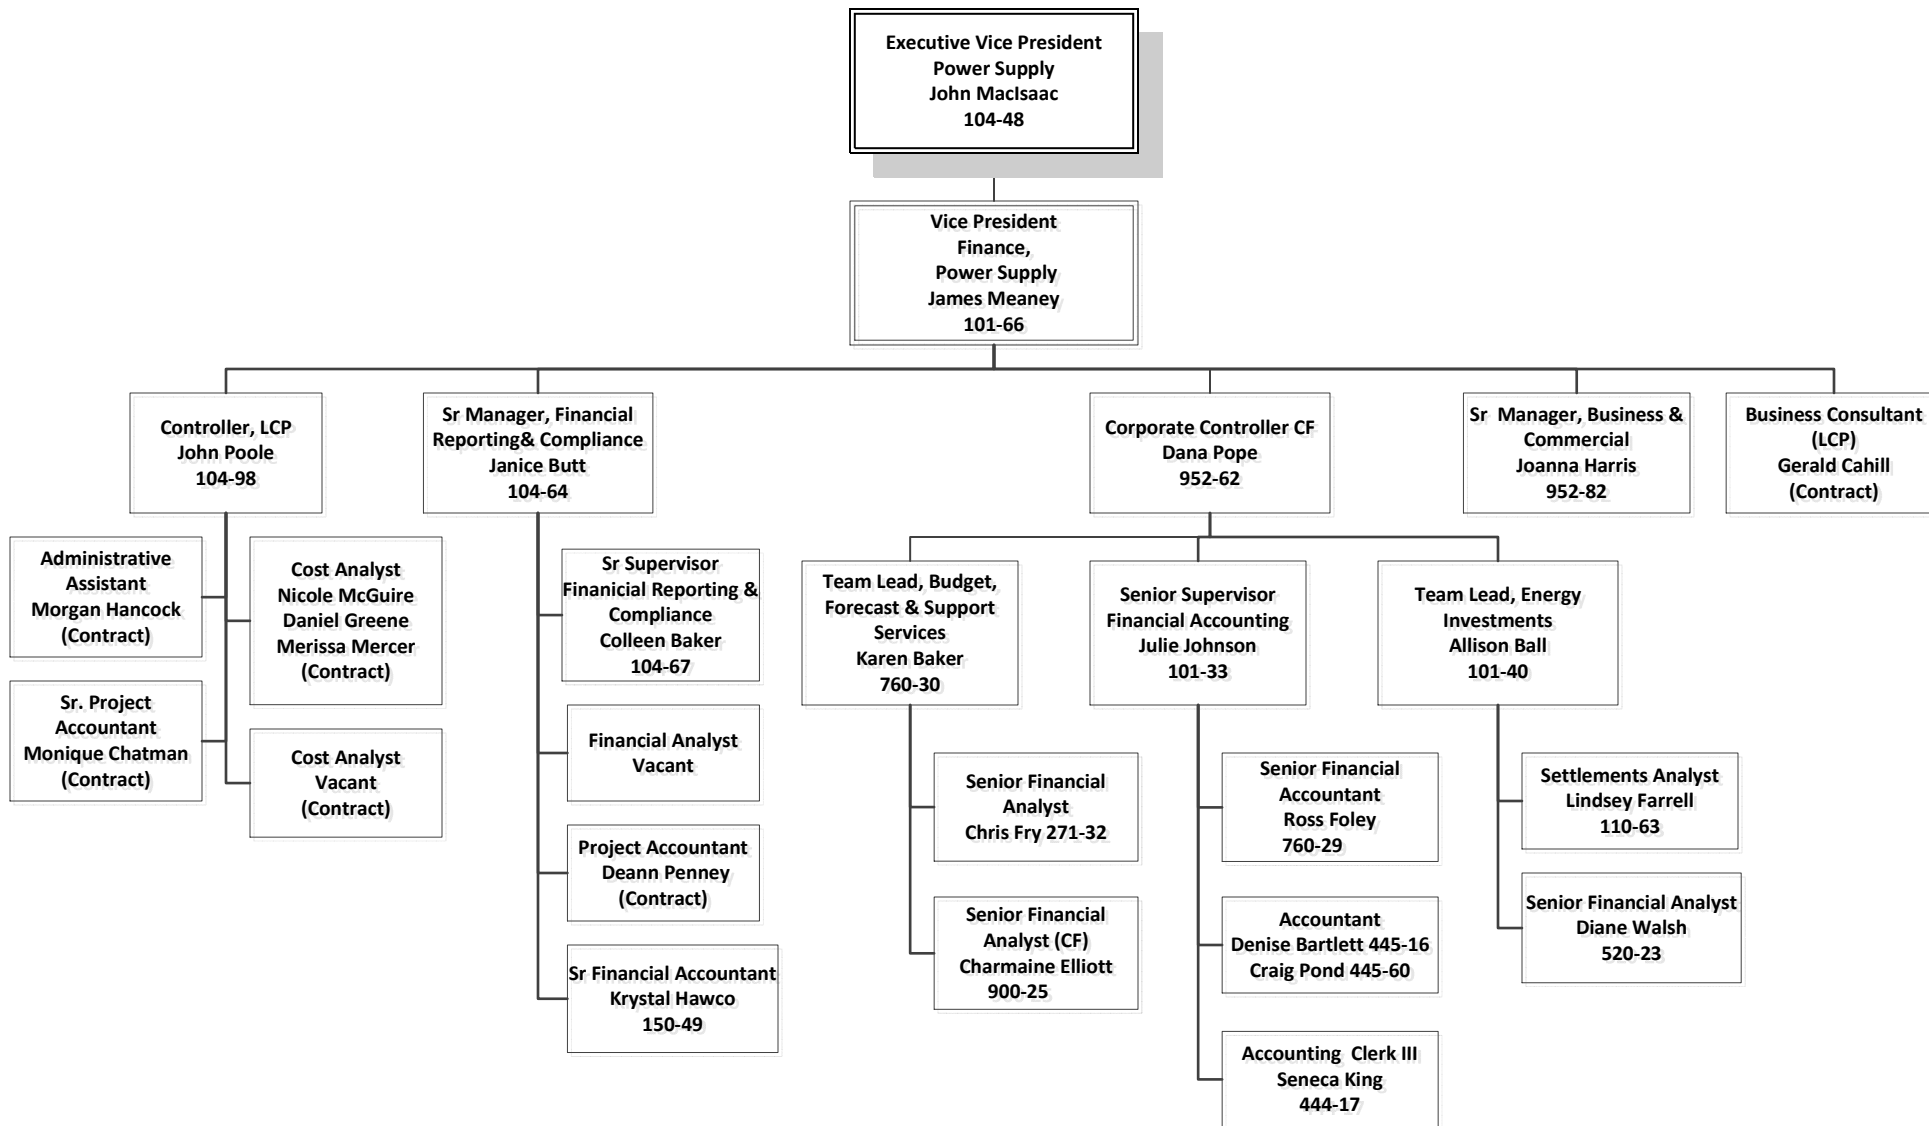 Executive Vice President
Power Supply
John MacIsaac
104-48
Vice President
Finance,
Power Supply
James Meaney
101-66
Controller, LCP
John Poole
104-98
Sr Manager, Financial
Reporting& Compliance
Janice Butt
104-64
Corporate Controller CF
Dana Pope
952-62
Sr  Manager, Business &
Commercial
Joanna Harris
952-82
Business Consultant
(LCP)
Gerald Cahill
(Contract)
Administrative
Assistant
Morgan Hancock
(Contract)
Cost Analyst
Nicole McGuire
Daniel Greene
Merissa Mercer
(Contract)
Sr. Project
Accountant
Monique Chatman
(Contract)
Cost Analyst
Vacant
(Contract)
Sr Supervisor
Finanicial Reporting &
Compliance
Colleen Baker
104-67
Financial Analyst
Vacant
Project Accountant
Deann Penney
(Contract)
Sr Financial Accountant
Krystal Hawco
150-49
Team Lead, Budget,
Forecast & Support
Services
Karen Baker
760-30
Senior Financial
Analyst
Chris Fry 271-32
Senior Financial
Analyst (CF)
Charmaine Elliott
900-25
Senior Supervisor
Financial Accounting
Julie Johnson
101-33
Senior Financial
Accountant
Ross Foley
760-29
Accountant
Denise Bartlett 445-16
Craig Pond 445-60
Accounting  Clerk III
Seneca King
444-17
Team Lead, Energy
Investments
Allison Ball
101-40
Settlements Analyst
Lindsey Farrell
110-63
Senior Financial Analyst
Diane Walsh
520-23